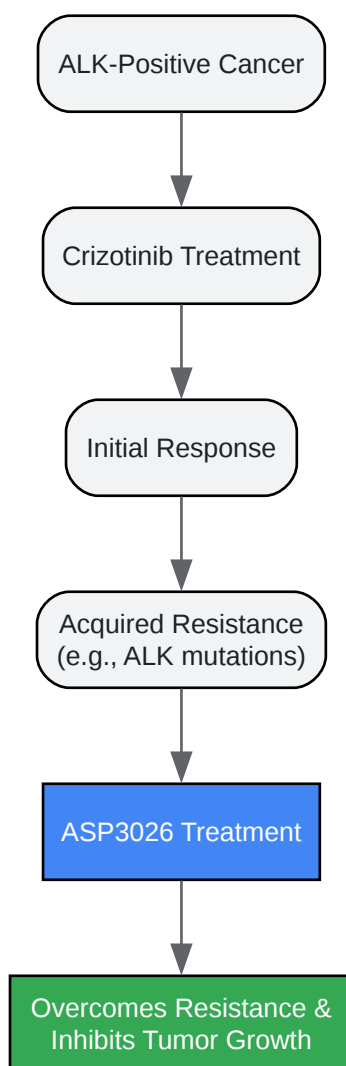 ALK-Positive Cancer
Crizotinib Treatment
Initial Response
Acquired Resistance
(e.g., ALK mutations)
ASP3026 Treatment
Overcomes Resistance &
Inhibits Tumor Growth